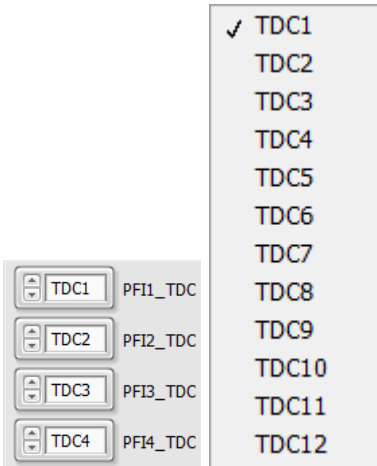 TDC1 PFI1_TDC
TDC2 PFI2_TDC
TDC3 PFI3_TDC
TDC4 PFI4_TDC
✓ TDC1
TDC2
TDC3
TDC4
TDC5
TDC6
TDC7
TDC8
TDC9
TDC10
TDC11
TDC12